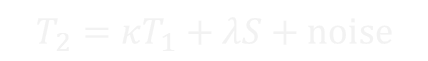 T₂ = κT₁ + λS + noise